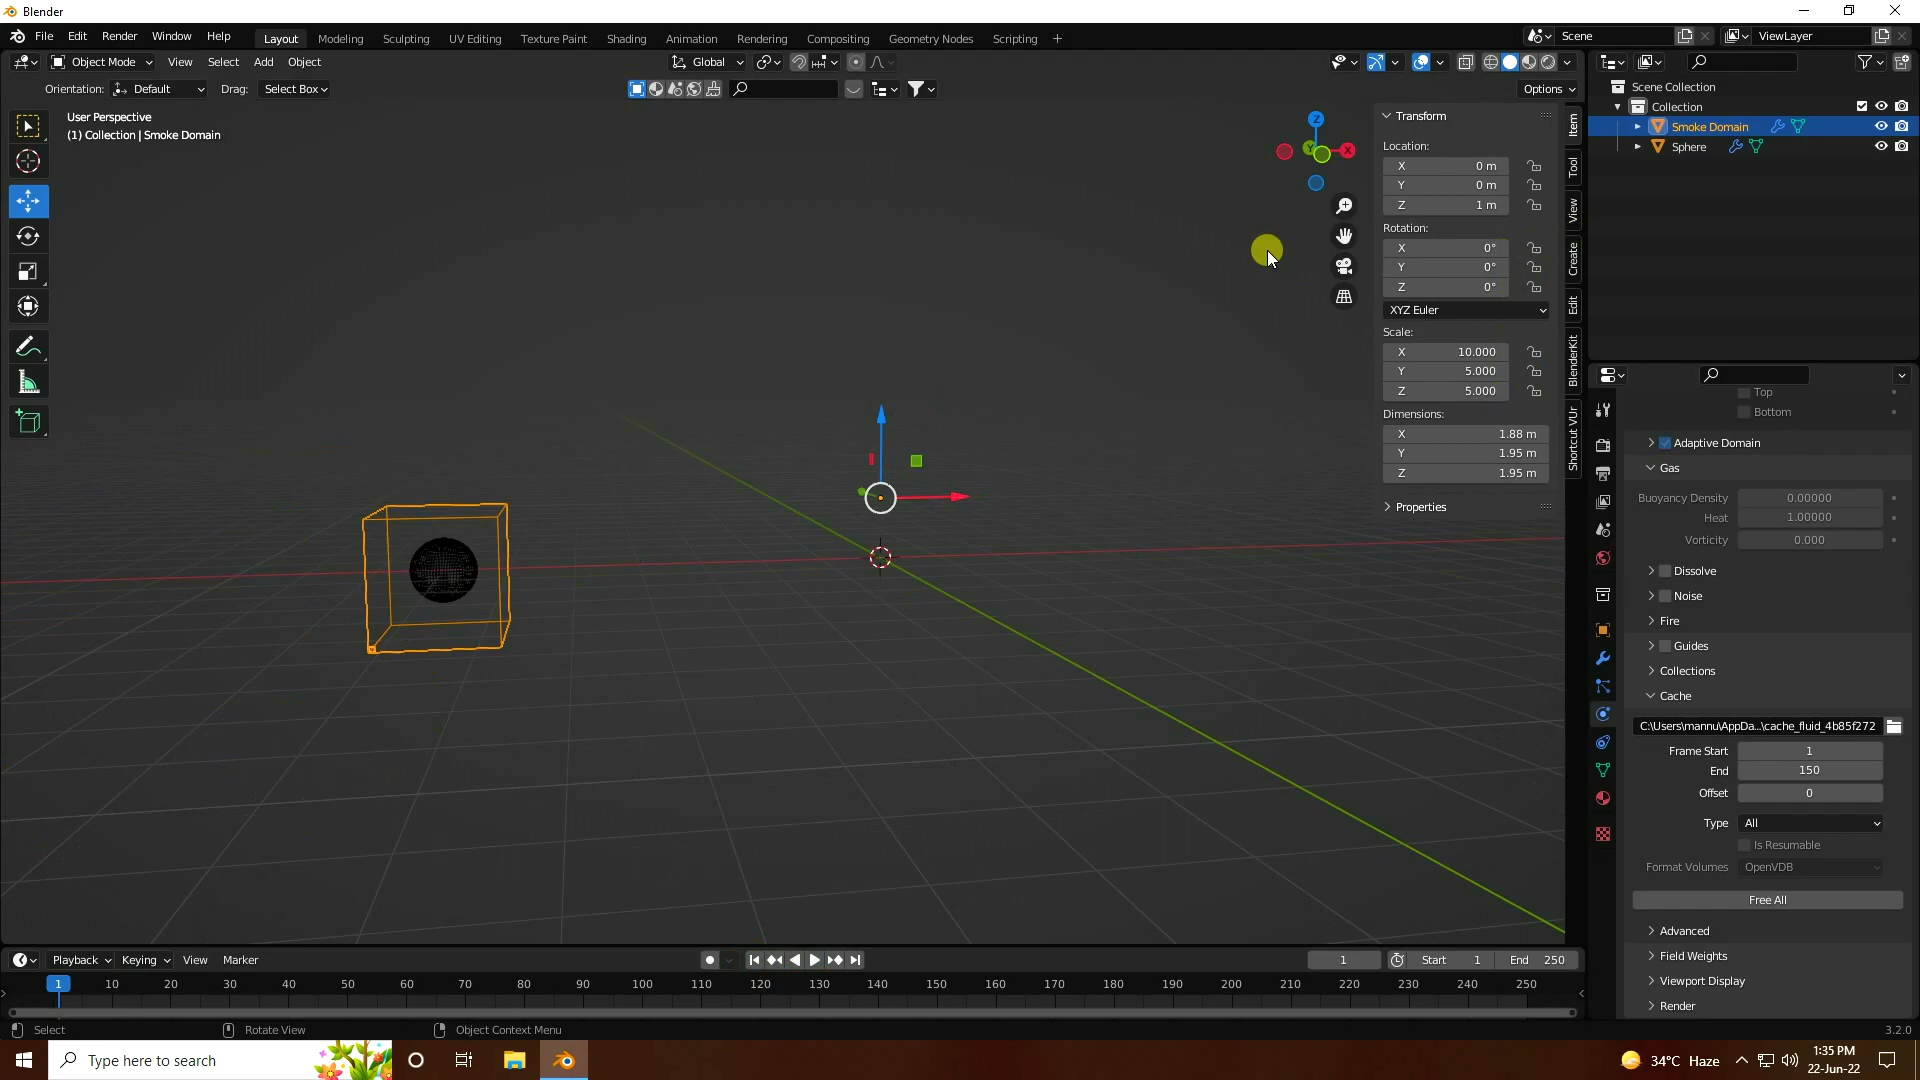 Blender
File Edit Render Window Help Layout Modeling Sculpting UV Editing Texture Paint Shading Animation Rendering Compositing Geometry Nodes Scripting + Scene ViewLayer
Object Mode View Select Add Object Global
Orientation: Default Drag: Select Box Options
User Perspective
(1) Collection | Smoke Domain
Z
X
Y
Transform
Location:
X 0 m
Y 0 m
Z 1 m
Rotation:
X 0°
Y 0°
Z 0°
XYZ Euler
Scale:
X 10.000
Y 5.000
Z 5.000
Dimensions:
X 1.88 m
Y 1.95 m
Z 1.95 m
Properties
Item
Tool
View
Create
Edit
BlenderKit
Shortcut VUr
Scene Collection
Collection
Smoke Domain
Sphere
Top
Bottom
Adaptive Domain
Gas
Buoyancy Density 0.00000
Heat 1.00000
Vorticity 0.000
Dissolve
Noise
Fire
Guides
Collections
Cache
C:\Users\mannu\AppDa...\cache_fluid_4b85f272
Frame Start 1
End 150
Offset 0
Type All
Is Resumable
Format Volumes OpenVDB
Free All
Advanced
Field Weights
Viewport Display
Render
Playback Keying View Marker 1 Start 1 End 250
1 10 20 30 40 50 60 70 80 90 100 110 120 130 140 150 160 170 180 190 200 210 220 230 240 250
Select Rotate View Object Context Menu 3.2.0
Type here to search 34°C Haze 1:35 PM
22-Jun-22